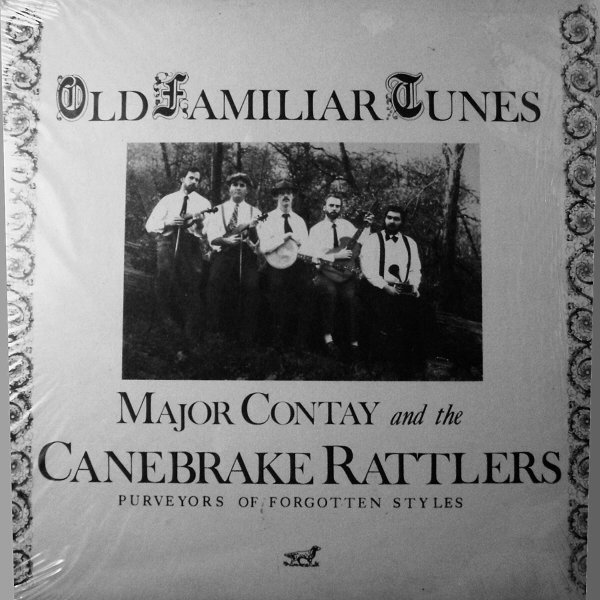 Old Familiar Tunes
Major Contay and the
Canebrake Rattlers
PURVEYORS OF FORGOTTEN STYLES